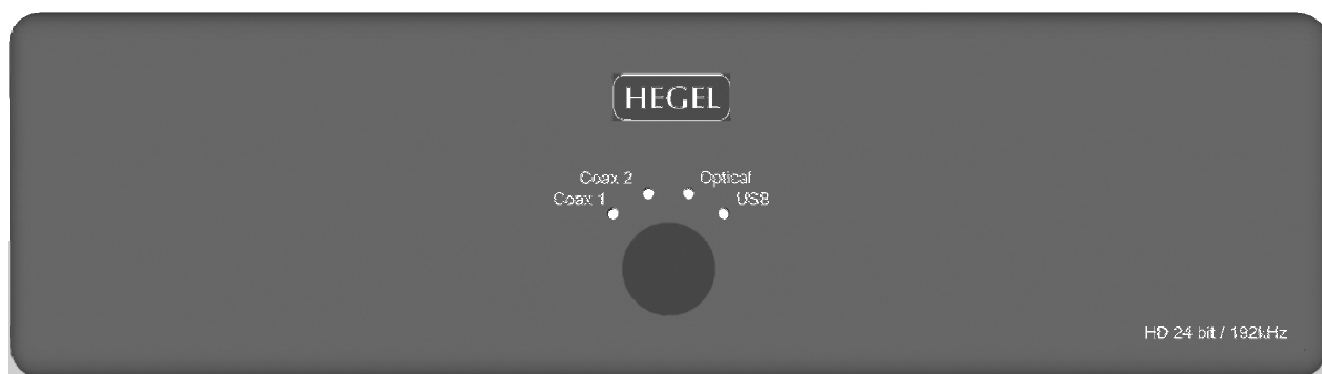 HEGEL
Coax 2
Optical
Coax 1
USB
HD 24 bit / 192kHz